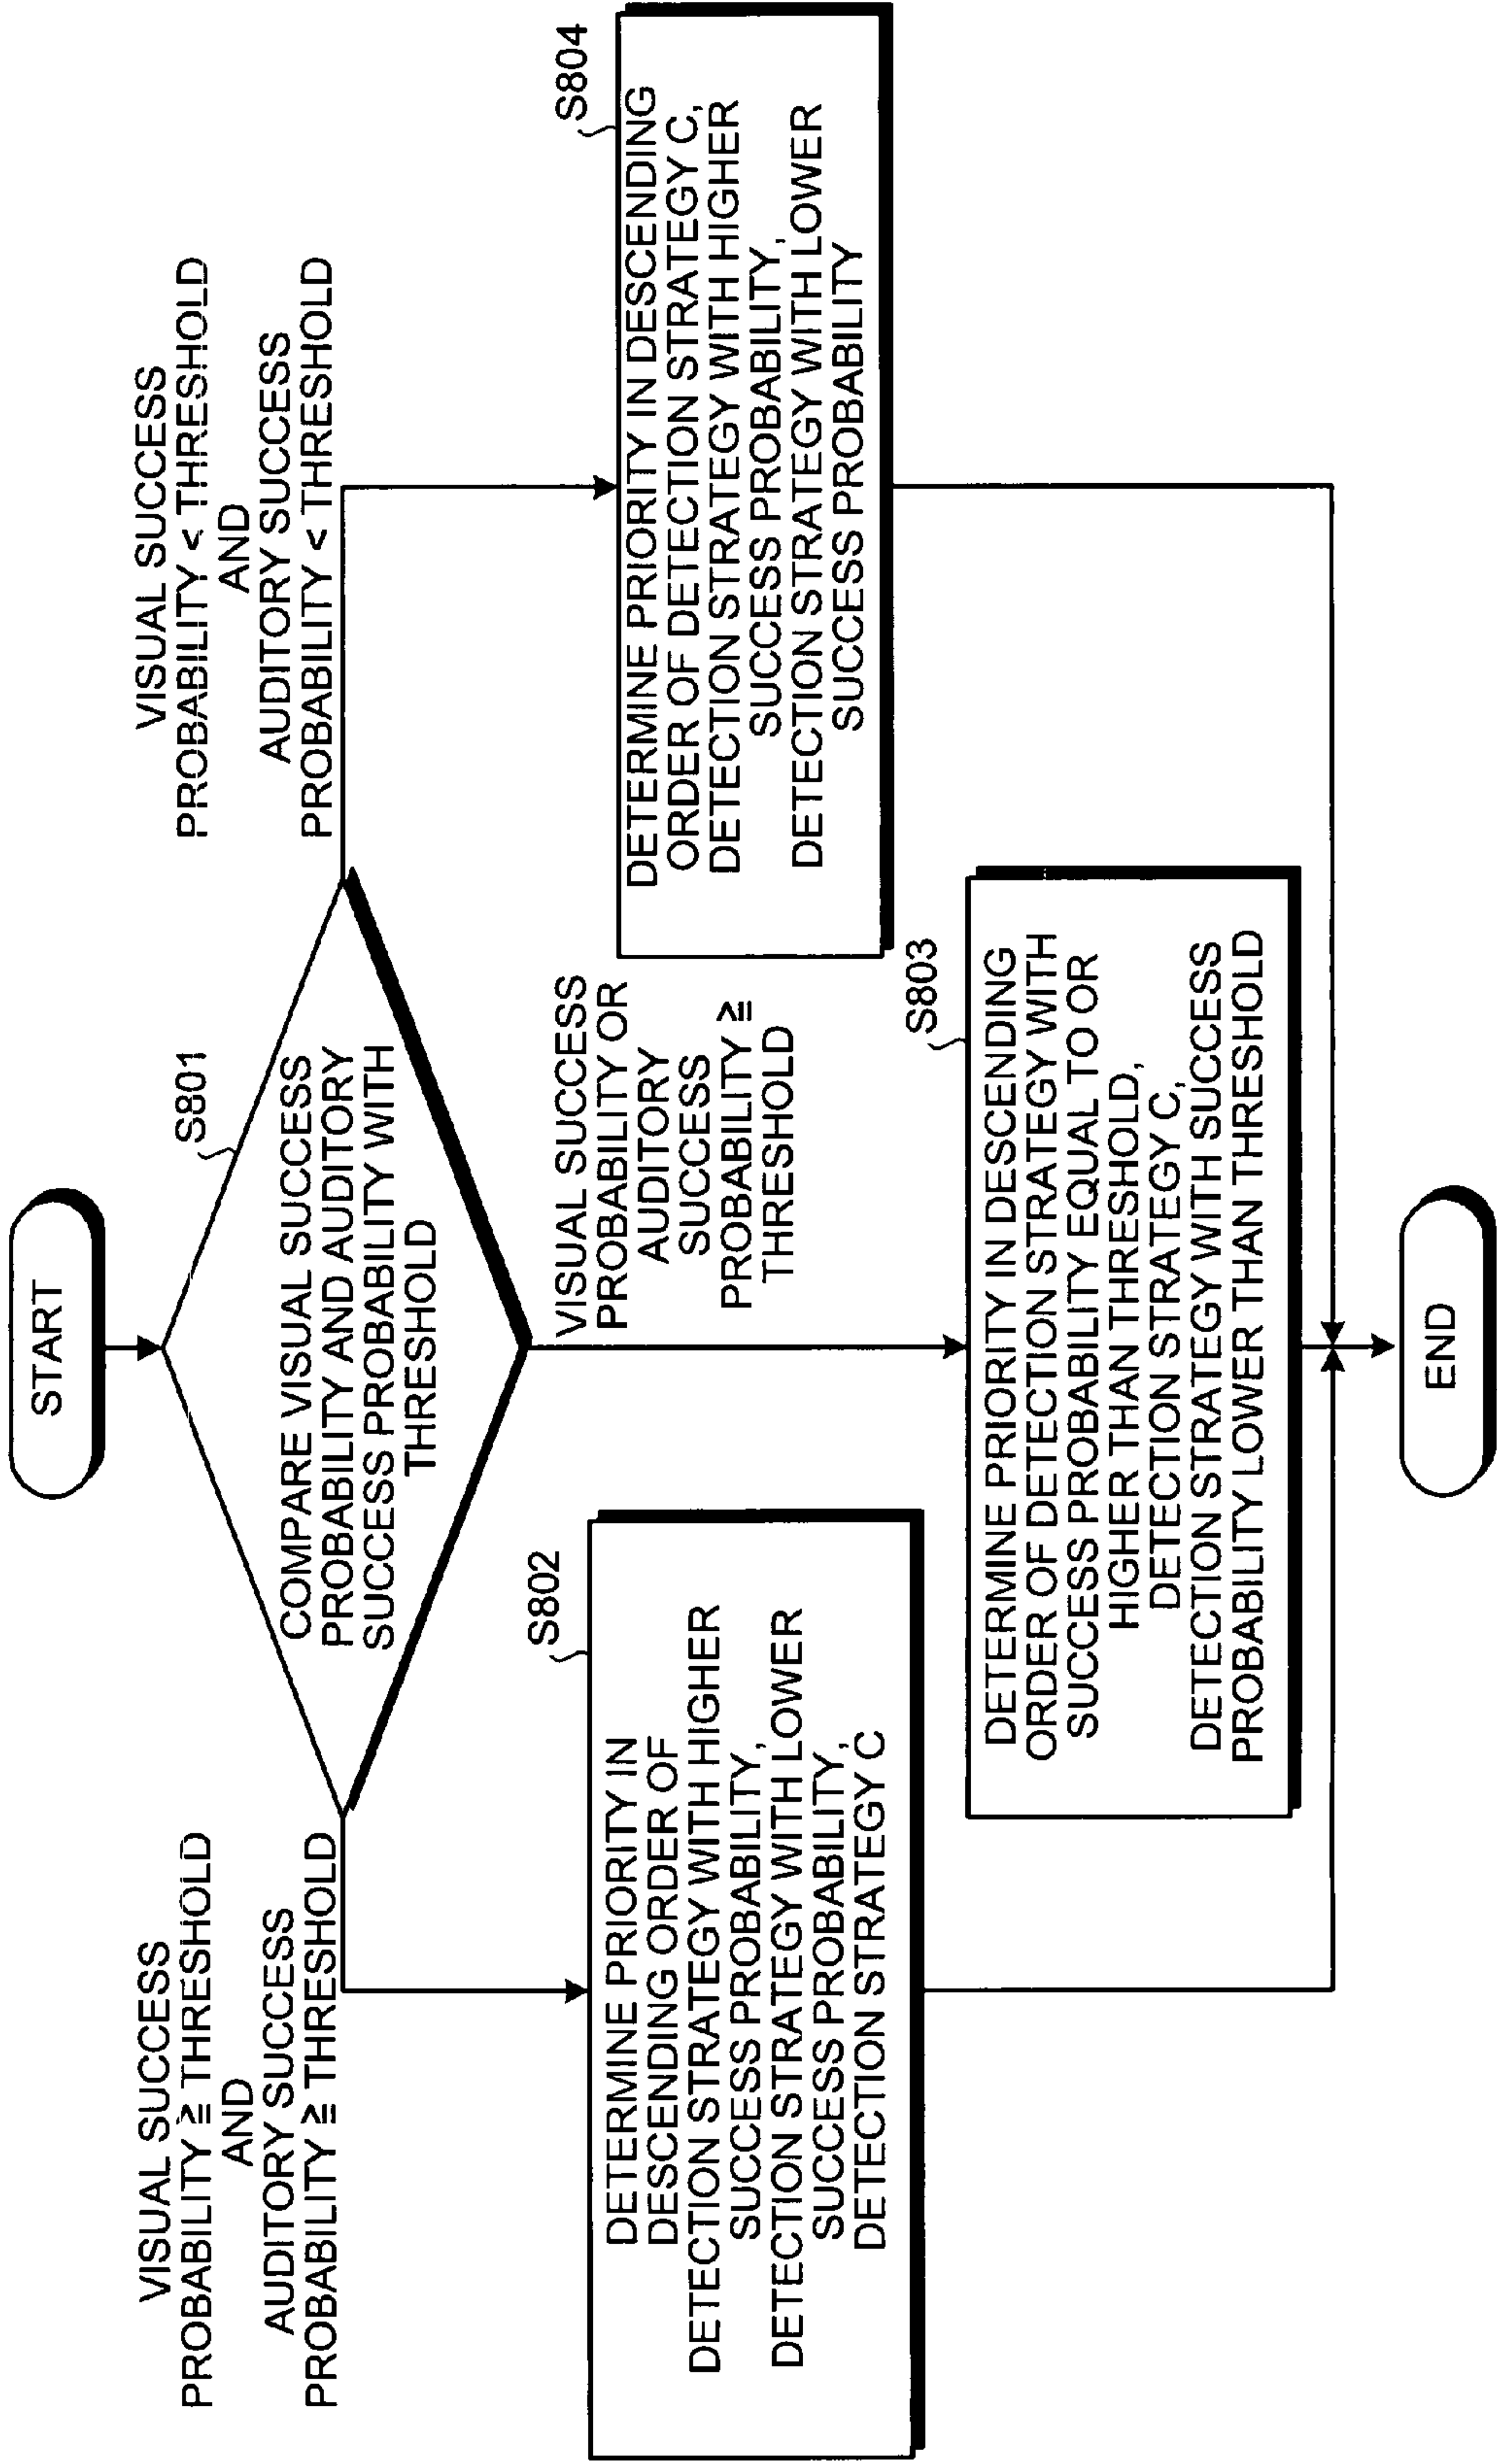 START
S801
COMPARE VISUAL SUCCESS
PROBABILITY AND AUDITORY
SUCCESS PROBABILITY WITH
THRESHOLD
VISUAL SUCCESS
PROBABILITY ≧ THRESHOLD
AND
AUDITORY SUCCESS
PROBABILITY ≧ THRESHOLD
VISUAL SUCCESS
PROBABILITY < THRESHOLD
AND
AUDITORY SUCCESS
PROBABILITY < THRESHOLD
VISUAL SUCCESS
PROBABILITY OR
AUDITORY
SUCCESS
PROBABILITY ≧
THRESHOLD
S802
DETERMINE PRIORITY IN
DESCENDING ORDER OF
DETECTION STRATEGY WITH HIGHER
SUCCESS PROBABILITY,
DETECTION STRATEGY WITH LOWER
SUCCESS PROBABILITY,
DETECTION STRATEGY C
S804
DETERMINE PRIORITY IN DESCENDING
ORDER OF DETECTION STRATEGY C,
DETECTION STRATEGY WITH HIGHER
SUCCESS PROBABILITY,
DETECTION STRATEGY WITH LOWER
SUCCESS PROBABILITY
S803
DETERMINE PRIORITY IN DESCENDING
ORDER OF DETECTION STRATEGY WITH
SUCCESS PROBABILITY EQUAL TO OR
HIGHER THAN THRESHOLD,
DETECTION STRATEGY C,
DETECTION STRATEGY WITH SUCCESS
PROBABILITY LOWER THAN THRESHOLD
END